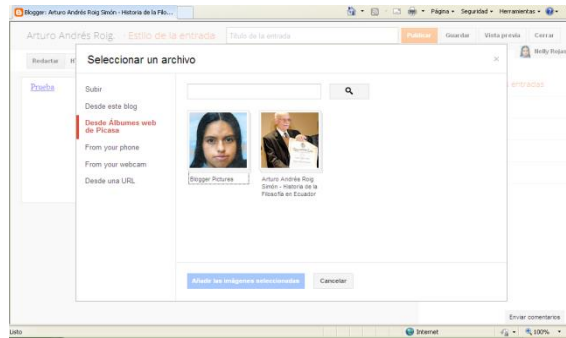 Blogger: Arturo Andrés Roig Simón - Historia de la Filo...
Página Seguridad Herramientas
Arturo Andrés Roig. · Estilo de la entrada
Título de la entrada
Publicar Guardar Vista previa Cerrar
Redactar
Nelly Rojas
Seleccionar un archivo
Prueba
entradas
Subir
Desde este blog
Desde Álbumes web
de Picasa
From your phone
From your webcam
Desde una URL
Blogger Pictures
Arturo Andrés Roig
Simón - Historia de la
Filosofía en Ecuador
Añadir las imágenes seleccionadas
Cancelar
Enviar comentarios
Listo
Internet
100%